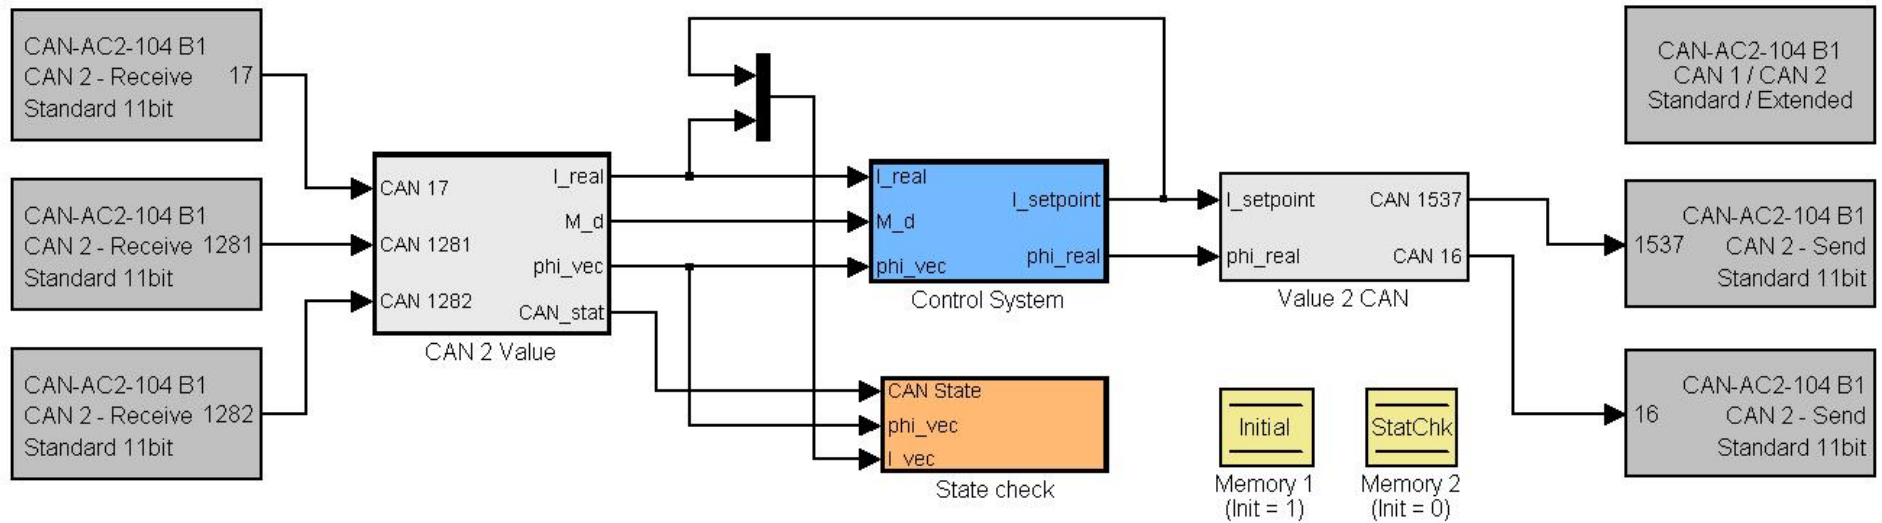 CAN-AC2-104 B1
CAN 2 - Receive 17
Standard 11bit
CAN-AC2-104 B1
CAN 2 - Receive 1281
Standard 11bit
CAN-AC2-104 B1
CAN 2 - Receive 1282
Standard 11bit
CAN 17
CAN 1281
CAN 1282
I_real
M_d
phi_vec
CAN_stat
CAN 2 Value
I_real
M_d
phi_vec
I_setpoint
phi_real
Control System
CAN State
phi_vec
I_vec
State check
I_setpoint
phi_real
CAN 1537
CAN 16
Value 2 CAN
Initial
Memory 1
(Init = 1)
StatChk
Memory 2
(Init = 0)
CAN-AC2-104 B1
CAN 1 / CAN 2
Standard / Extended
CAN-AC2-104 B1
1537 CAN 2 - Send
Standard 11bit
CAN-AC2-104 B1
16 CAN 2 - Send
Standard 11bit